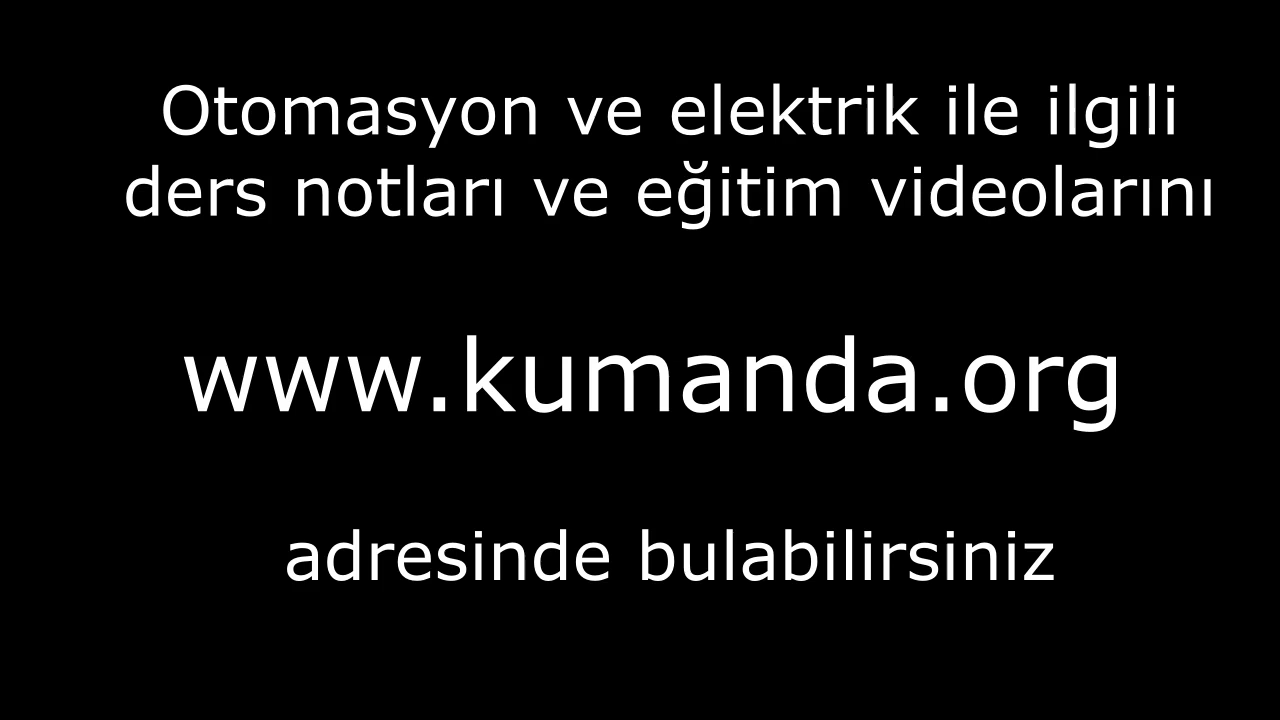 Otomasyon ve elektrik ile ilgili
ders notları ve eğitim videolarını
www.kumanda.org
adresinde bulabilirsiniz